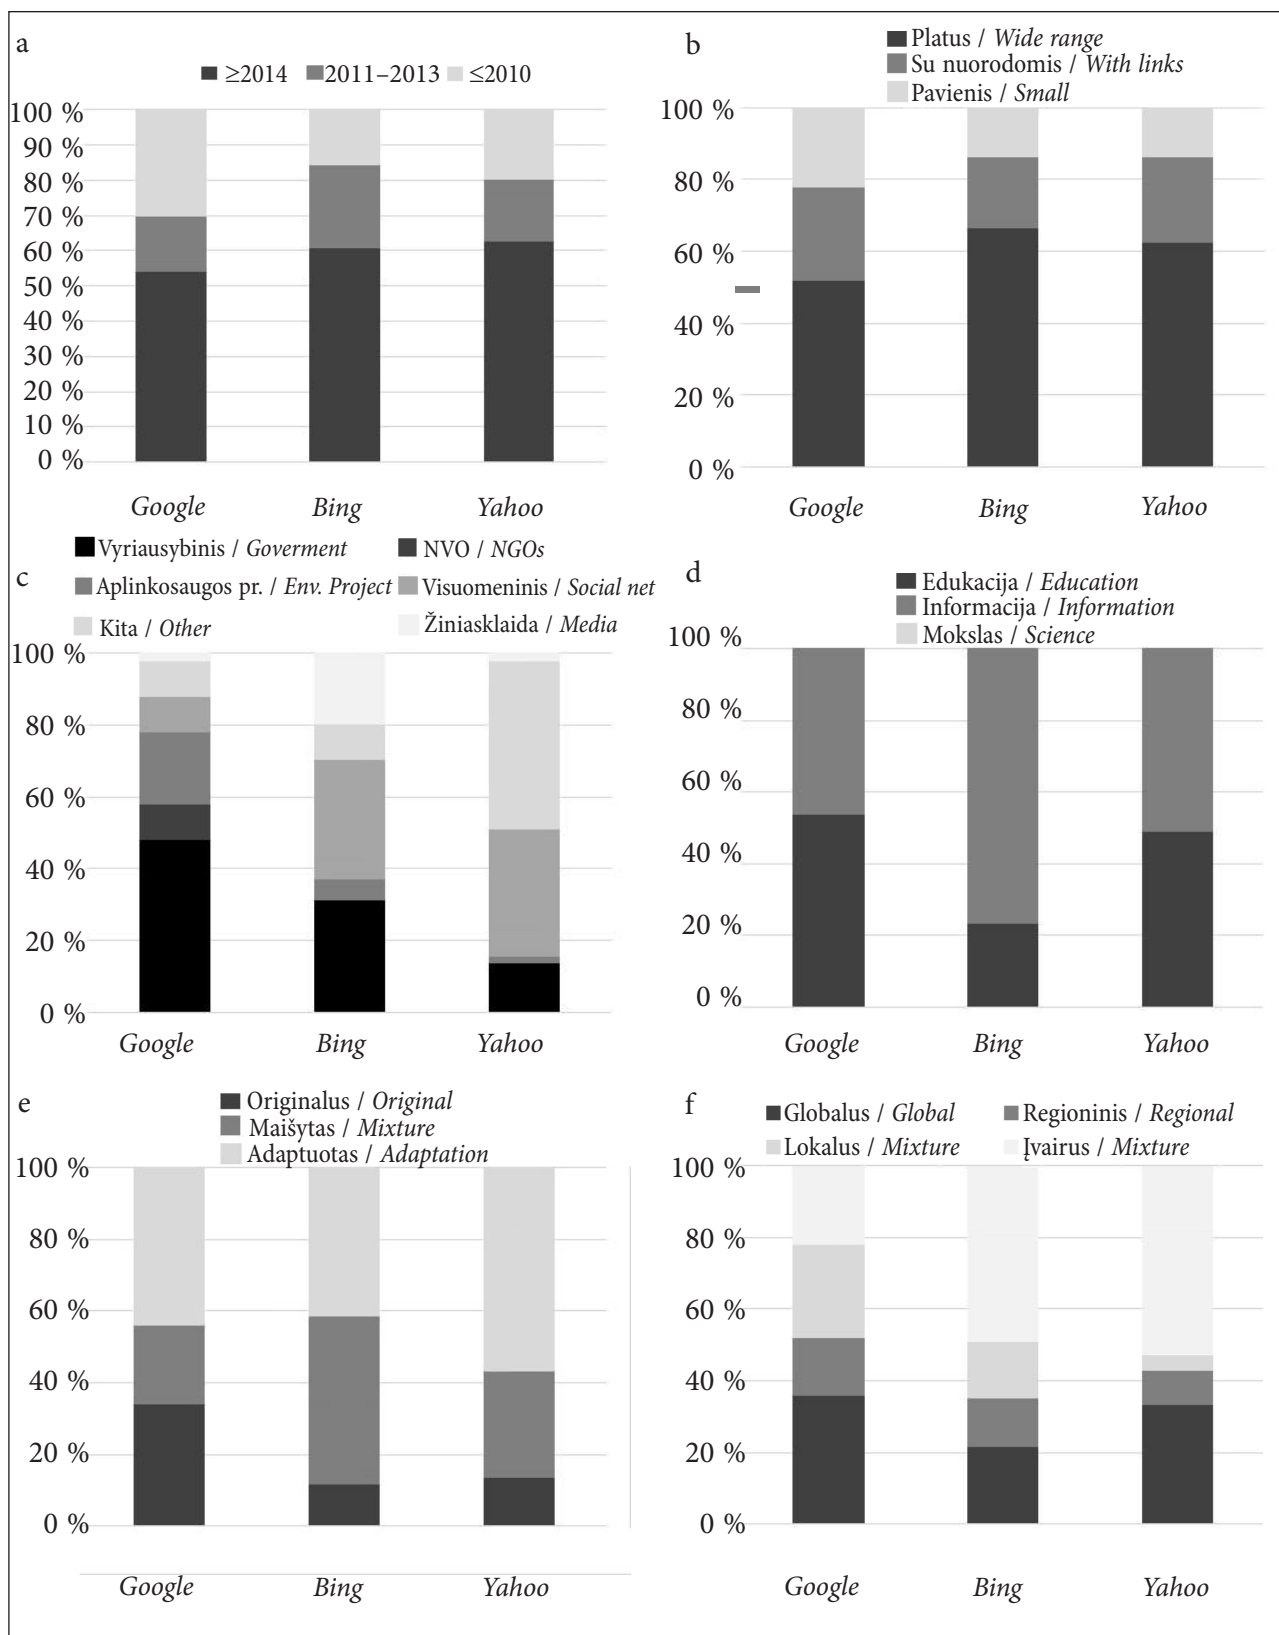 a
≥2014 2011–2013 ≤2010
100 %
90 %
80 %
70 %
60 %
50 %
40 %
30 %
20 %
10 %
0 %
Google Bing Yahoo
b
Platus / Wide range
Su nuorodomis / With links
Pavienis / Small
100 %
80 %
60 %
40 %
20 %
0 %
Google Bing Yahoo
c
Vyriausybinis / Goverment NVO / NGOs
Aplinkosaugos pr. / Env. Project Visuomeninis / Social net
Kita / Other Žiniasklaida / Media
100 %
80 %
60 %
40 %
20 %
0 %
Google Bing Yahoo
d
Edukacija / Education
Informacija / Information
Mokslas / Science
100 %
80 %
60 %
40 %
20 %
0 %
Google Bing Yahoo
e
Originalus / Original
Maišytas / Mixture
Adaptuotas / Adaptation
100 %
80 %
60 %
40 %
20 %
0 %
Google Bing Yahoo
f
Globalus / Global Regioninis / Regional
Lokalus / Mixture Įvairus / Mixture
100 %
80 %
60 %
40 %
20 %
0 %
Google Bing Yahoo